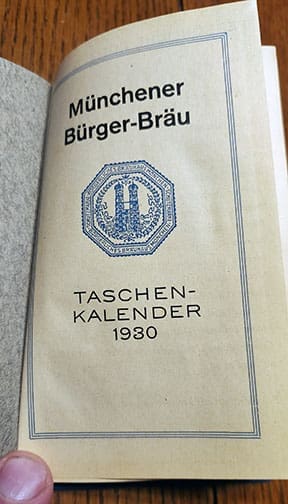 Münchener
Bürger-Bräu
TASCHEN-
KALENDER
1930